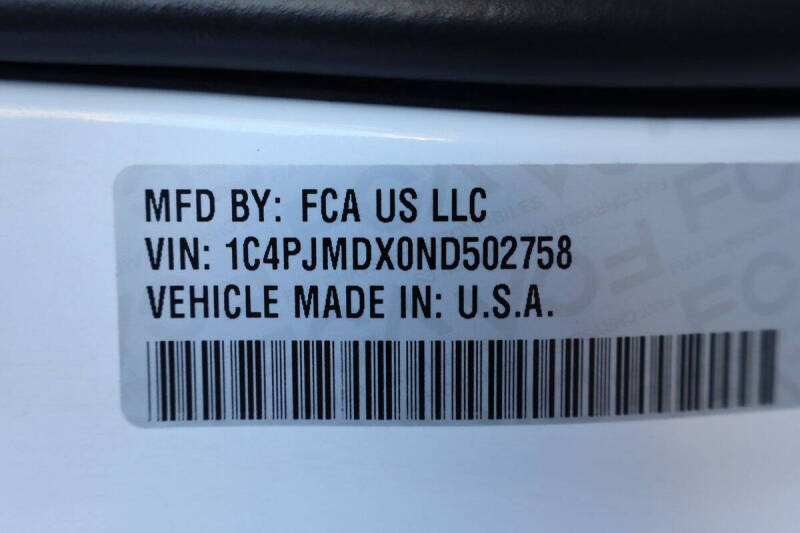 MFD BY: FCA US LLC
VIN: 1C4PJMDX0ND502758
VEHICLE MADE IN: U.S.A.